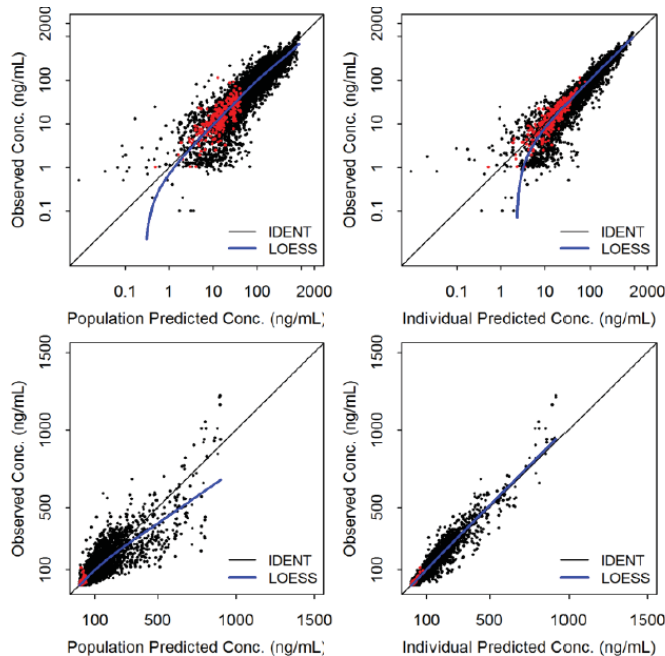 2000
100
10
1
0.1
Observed Conc. (ng/mL)
IDENT
LOESS
0.1 1 10 100 2000
Population Predicted Conc. (ng/mL)
2000
100
10
1
0.1
Observed Conc. (ng/mL)
IDENT
LOESS
0.1 1 10 100 2000
Individual Predicted Conc. (ng/mL)
1500
1000
500
100
Observed Conc. (ng/mL)
IDENT
LOESS
100 500 1000 1500
Population Predicted Conc. (ng/mL)
1500
1000
500
100
Observed Conc. (ng/mL)
IDENT
LOESS
100 500 1000 1500
Individual Predicted Conc. (ng/mL)